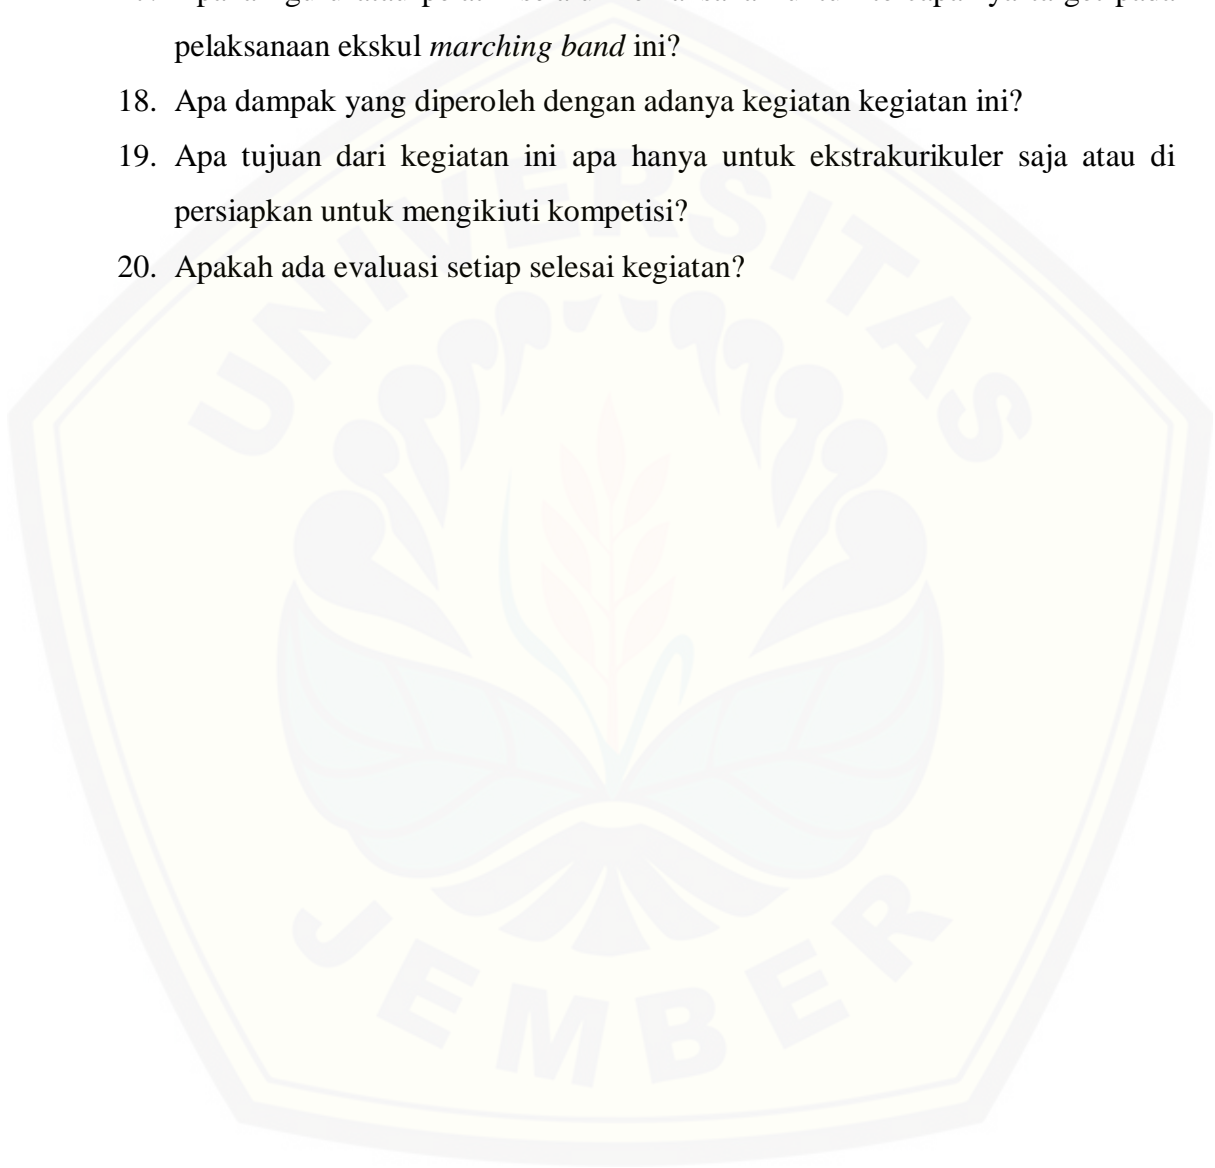 pelaksanaan ekskul marching band ini?
18. Apa dampak yang diperoleh dengan adanya kegiatan kegiatan ini?
19. Apa tujuan dari kegiatan ini apa hanya untuk ekstrakurikuler saja atau di
persiapkan untuk mengikiuti kompetisi?
20. Apakah ada evaluasi setiap selesai kegiatan?
UNIVERSITAS
JEMBER